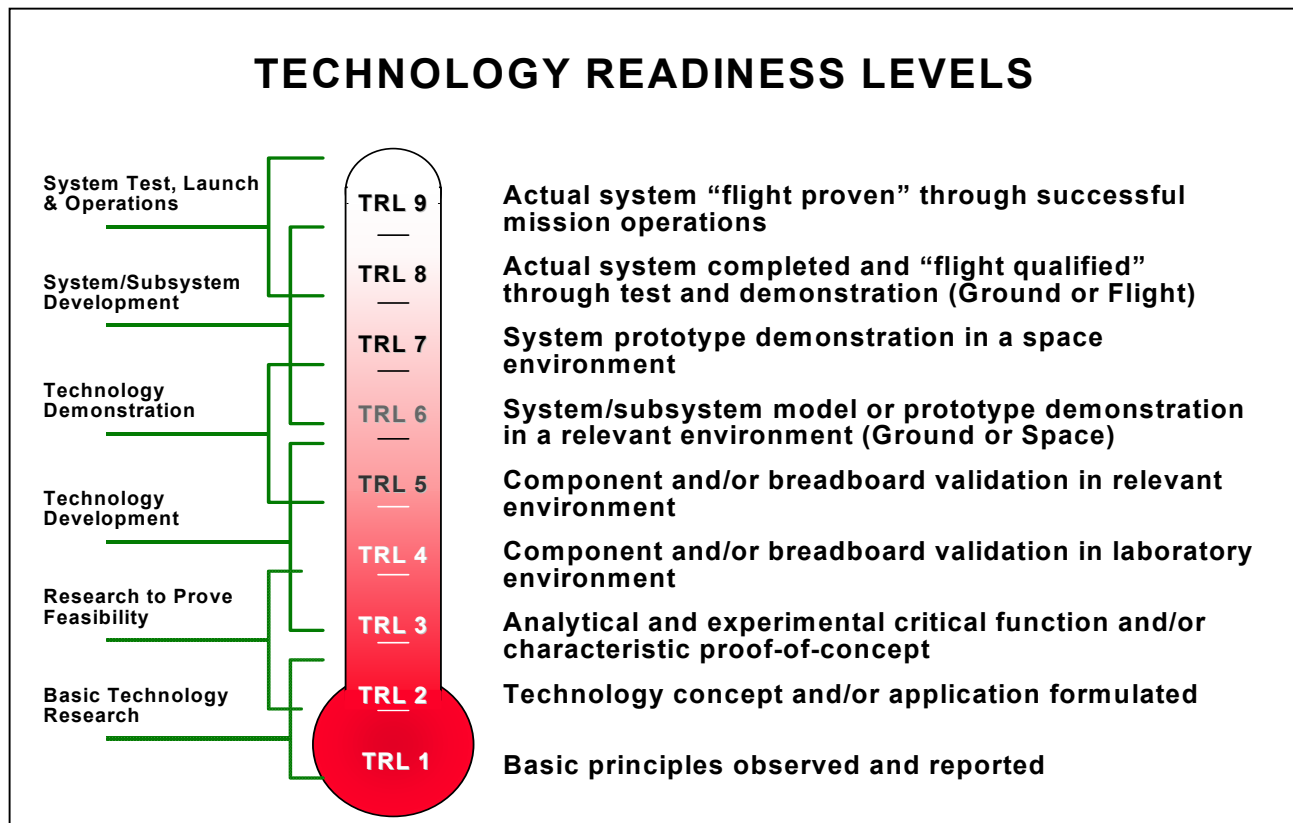 TECHNOLOGY READINESS LEVELS
System Test, Launch
& Operations
System/Subsystem
Development
Technology
Demonstration
Technology
Development
Research to Prove
Feasibility
Basic Technology
Research
TRL 9
Actual system “flight proven” through successful
mission operations
TRL 8
Actual system completed and “flight qualified”
through test and demonstration (Ground or Flight)
TRL 7
System prototype demonstration in a space
environment
TRL 6
System/subsystem model or prototype demonstration
in a relevant environment (Ground or Space)
TRL 5
Component and/or breadboard validation in relevant
environment
TRL 4
Component and/or breadboard validation in laboratory
environment
TRL 3
Analytical and experimental critical function and/or
characteristic proof-of-concept
TRL 2
Technology concept and/or application formulated
TRL 1
Basic principles observed and reported